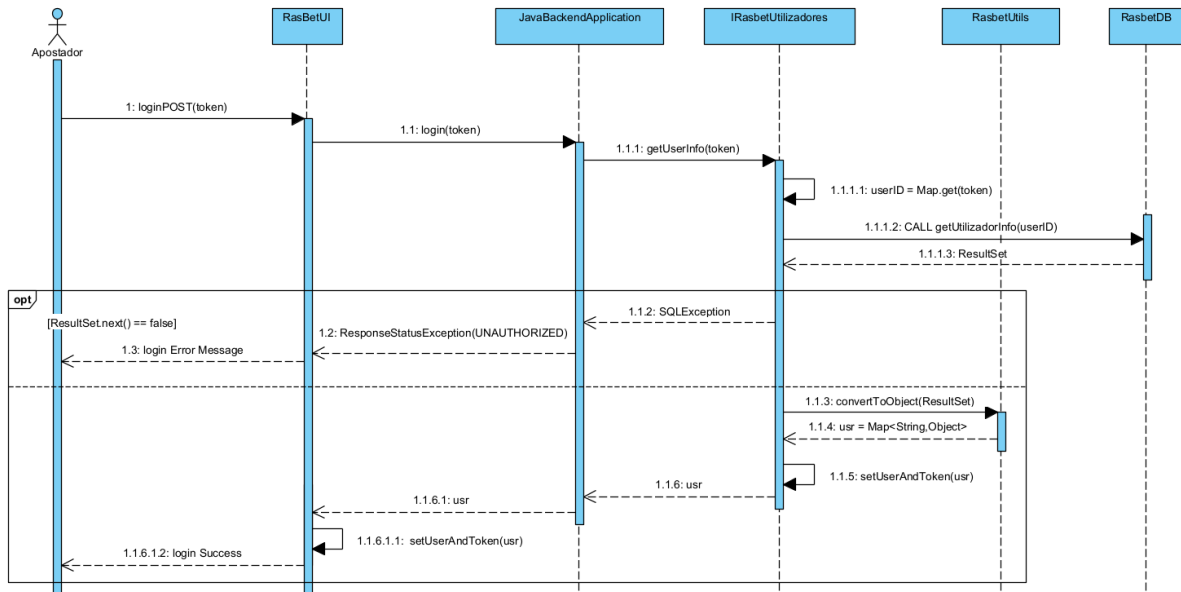 RasBetUI
JavaBackendApplication
IRasbetUtilizadores
RasbetUtils
RasbetDB
Apostador
1: loginPOST(token)
1.1: login(token)
1.1.1: getUserInfo(token)
1.1.1.1: userID = Map.get(token)
1.1.1.2: CALL getUtilizadorInfo(userID)
1.1.1.3: ResultSet
opt
[ResultSet.next() == false]
1.1.2: SQLException
1.2: ResponseStatusException(UNAUTHORIZED)
1.3: login Error Message
1.1.3: convertToObject(ResultSet)
1.1.4: usr = Map<String,Object>
1.1.5: setUserAndToken(usr)
1.1.6: usr
1.1.6.1: usr
1.1.6.1.1: setUserAndToken(usr)
1.1.6.1.2: login Success